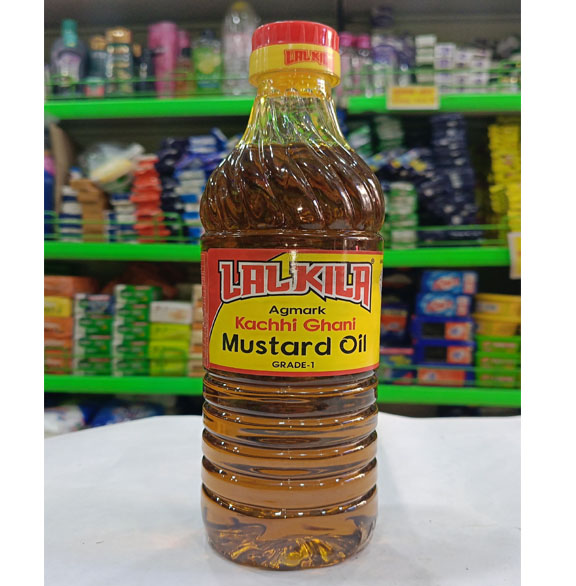 LALKILA
LALKILA®
Agmark
Kachhi Ghani
Mustard Oil
GRADE-1